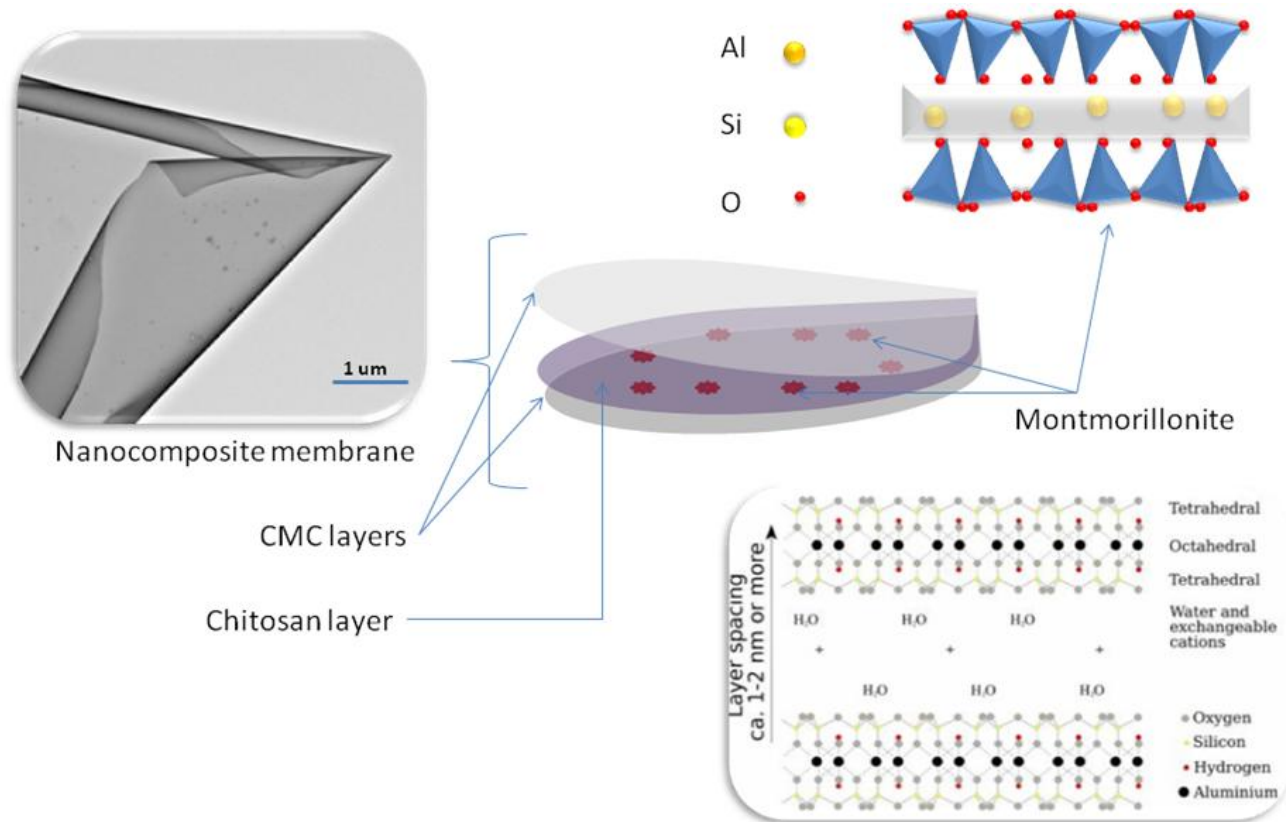 Al
Si
O
1 um
Nanocomposite membrane
CMC layers
Chitosan layer
Montmorillonite
Layer spacing
ca. 1-2 nm or more
Tetrahedral
Octahedral
Tetrahedral
H₂O H₂O H₂O
Water and
exchangeable
cations
+ + +
H₂O H₂O H₂O
Oxygen
Silicon
Hydrogen
Aluminium